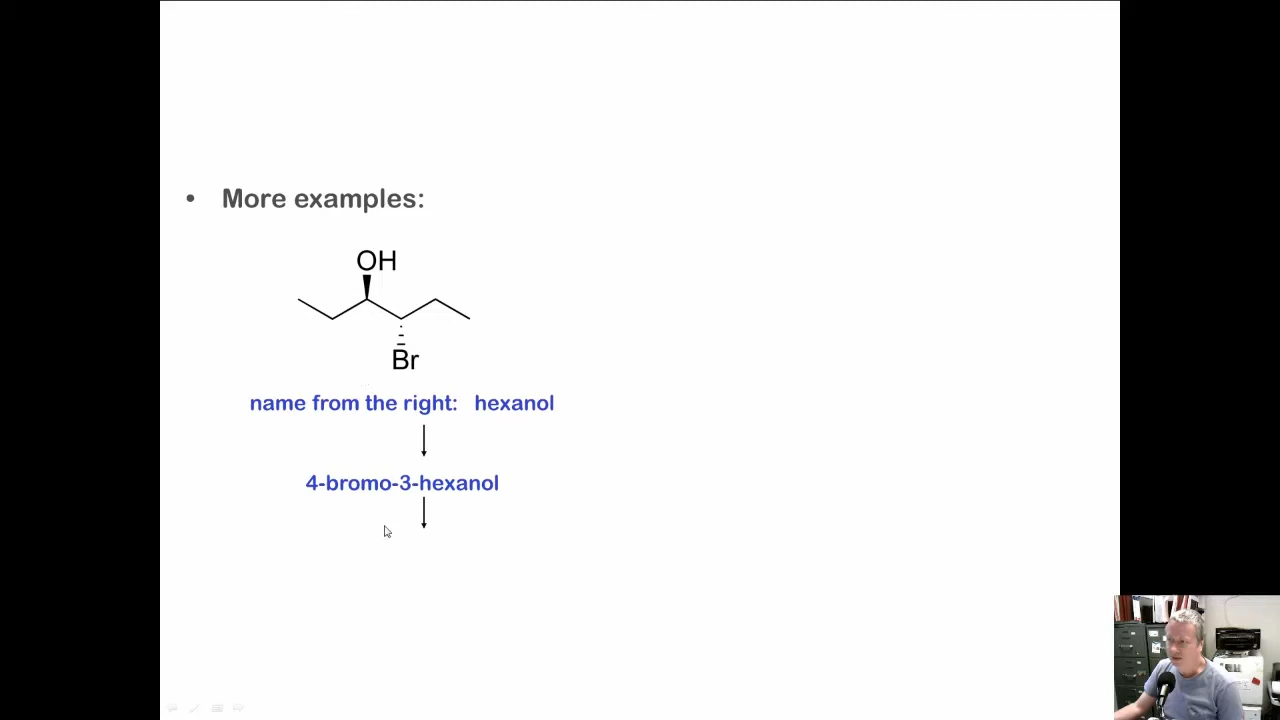 • More examples:
OH
Br
name from the right: hexanol
4-bromo-3-hexanol